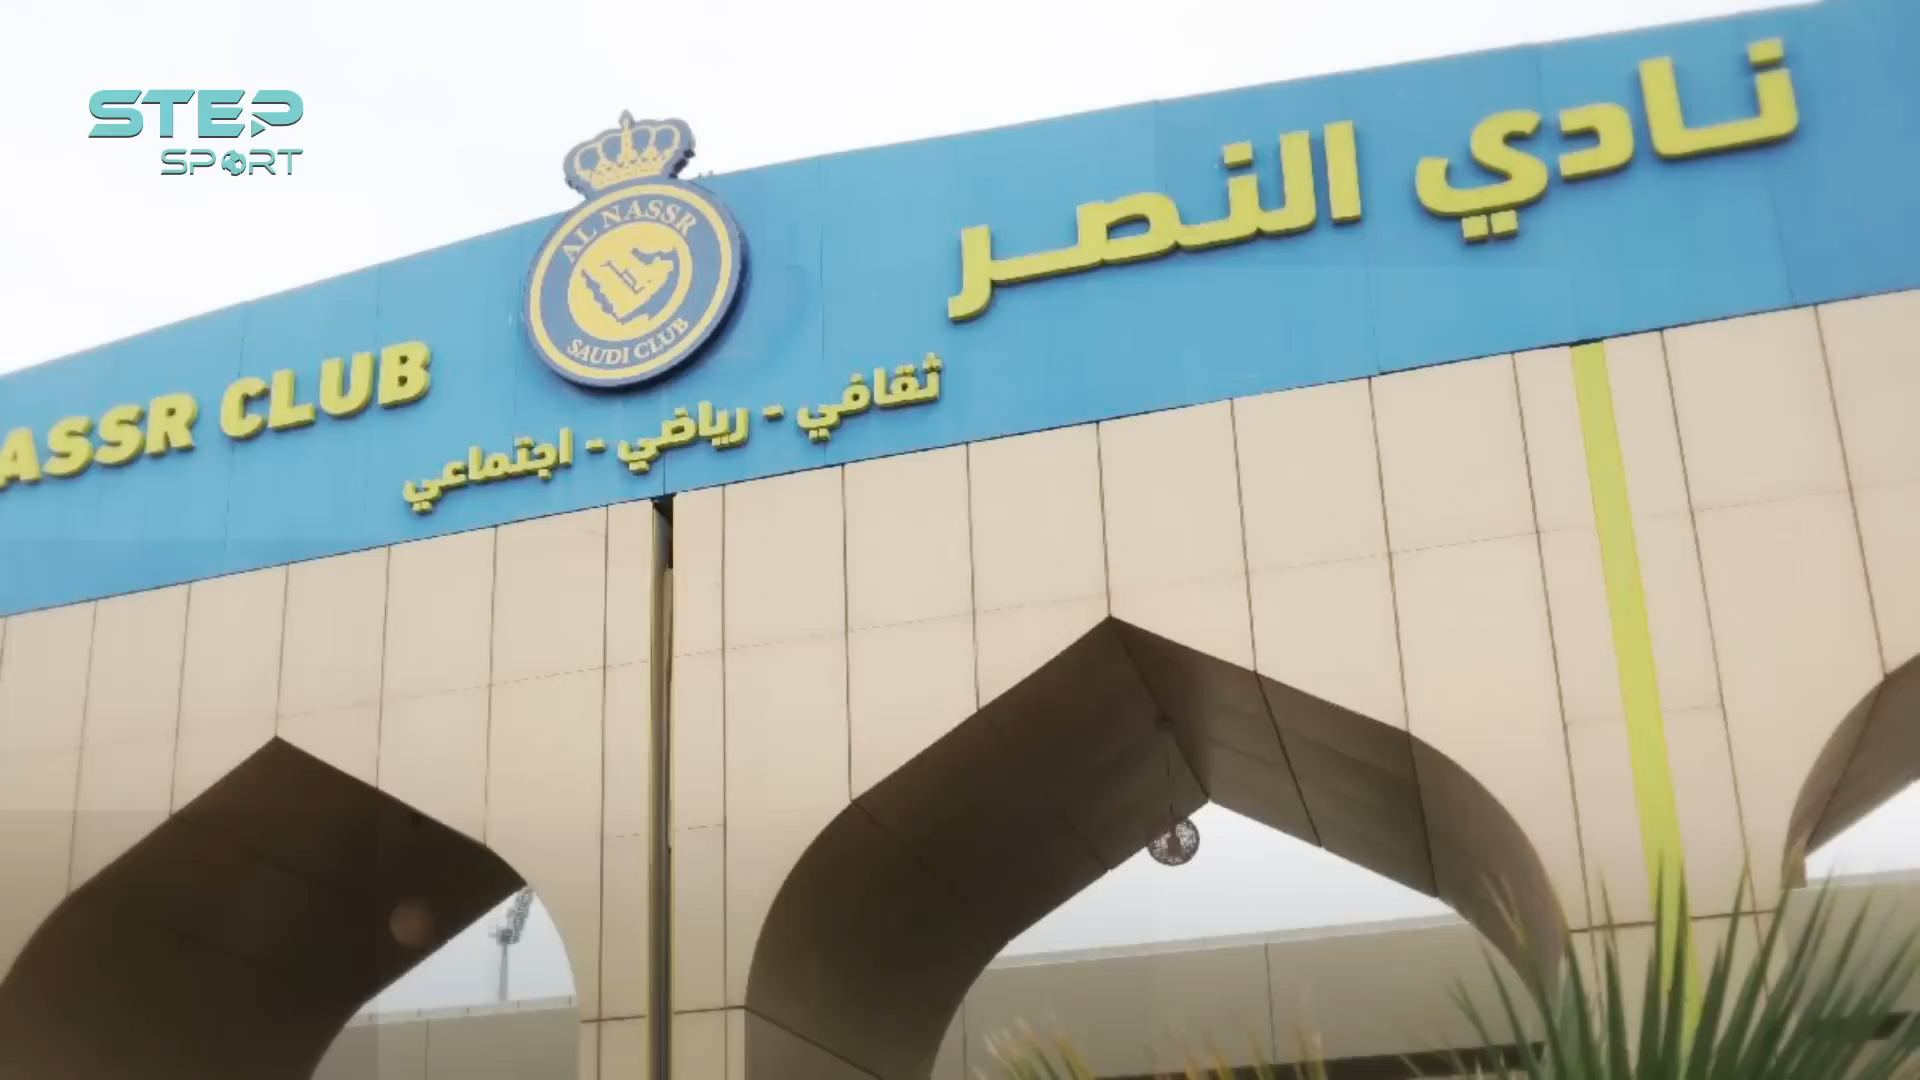 STEP
SPORT
نادي النصر
AL NASSR
SAUDI CLUB
ASSR CLUB
ثقافي - رياضي - اجتماعي